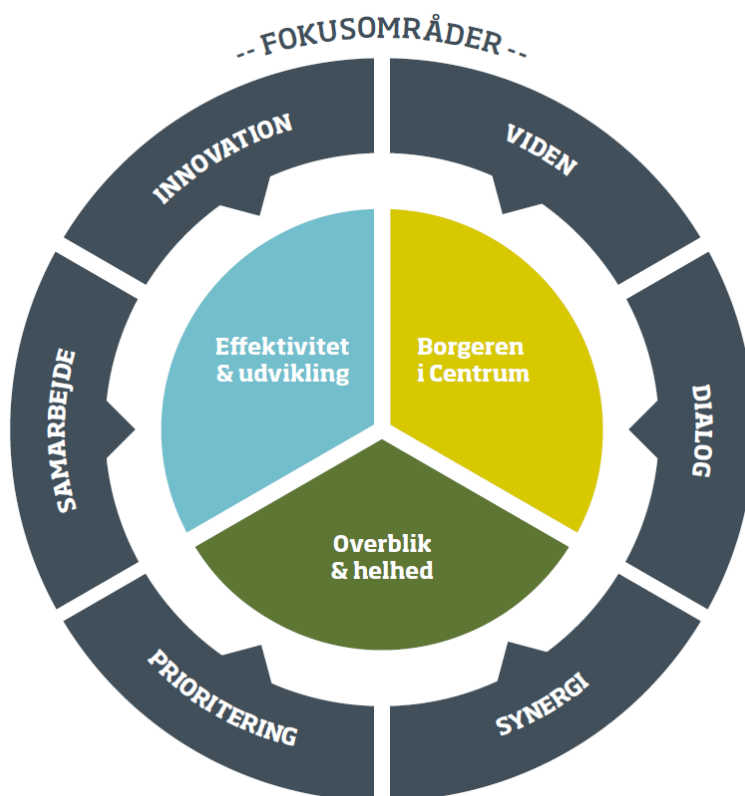 -- FOKUSOMRÅDER --
INNOVATION
VIDEN
SAMARBEJDE
Effektivitet
& udvikling
Borgeren
i Centrum
DIALOG
Overblik
& helhed
PRIORITERING
SYNERGI